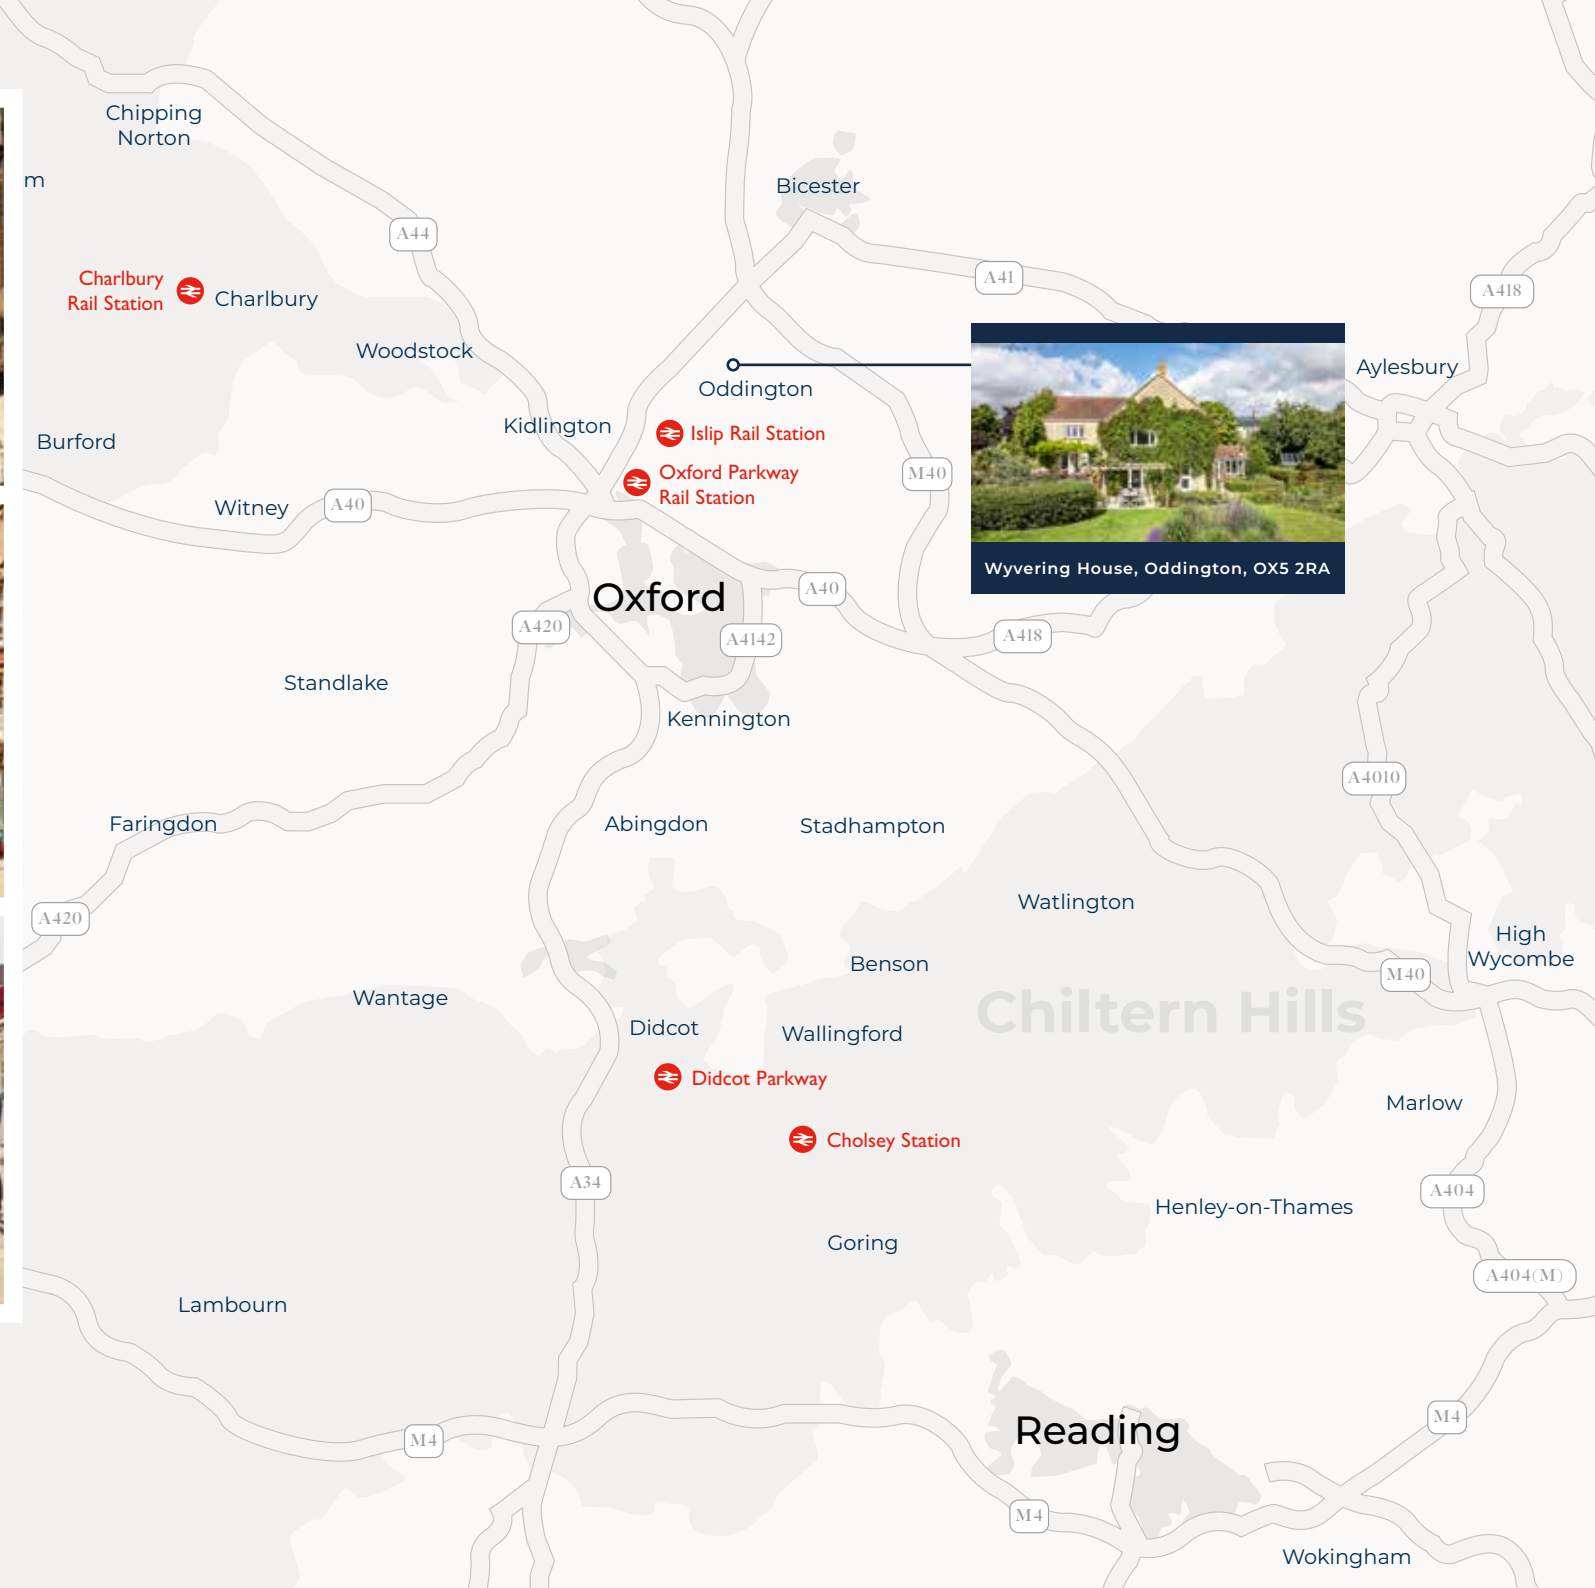 Chipping
Norton
m
Bicester
A44
A41
A418
Charlbury
Rail Station
Charlbury
Woodstock
Aylesbury
Oddington
Kidlington
Islip Rail Station
Burford
Oxford Parkway
Rail Station
M40
Witney
A40
Wyvering House, Oddington, OX5 2RA
Oxford
A40
A420
A4142
A418
Standlake
Kennington
A4010
Faringdon
Abingdon
Stadhampton
Watlington
A420
High
Wycombe
Benson
M40
Wantage
Chiltern Hills
Didcot
Wallingford
Didcot Parkway
Marlow
Cholsey Station
A34
A404
Henley-on-Thames
Goring
A404(M)
Lambourn
M4
Reading
M4
M4
Wokingham